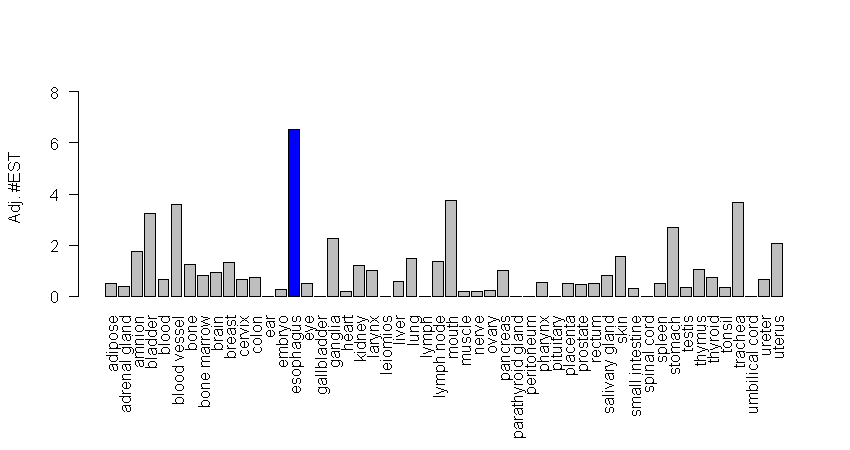 8
6
4
2
0
Adj. #EST
adipose
adrenal gland
amnion
bladder
blood
blood vessel
bone
bone marrow
brain
breast
cervix
colon
ear
embryo
esophagus
eye
gallbladder
ganglia
heart
kidney
larynx
leiomios
liver
lung
lymph
lymph node
mouth
muscle
nerve
ovary
pancreas
parathyroid gland
peritoneum
pharynx
pituitary
placenta
prostate
rectum
salivary gland
skin
small intestine
spinal cord
spleen
stomach
testis
thymus
thyroid
tonsil
trachea
umbilical cord
ureter
uterus